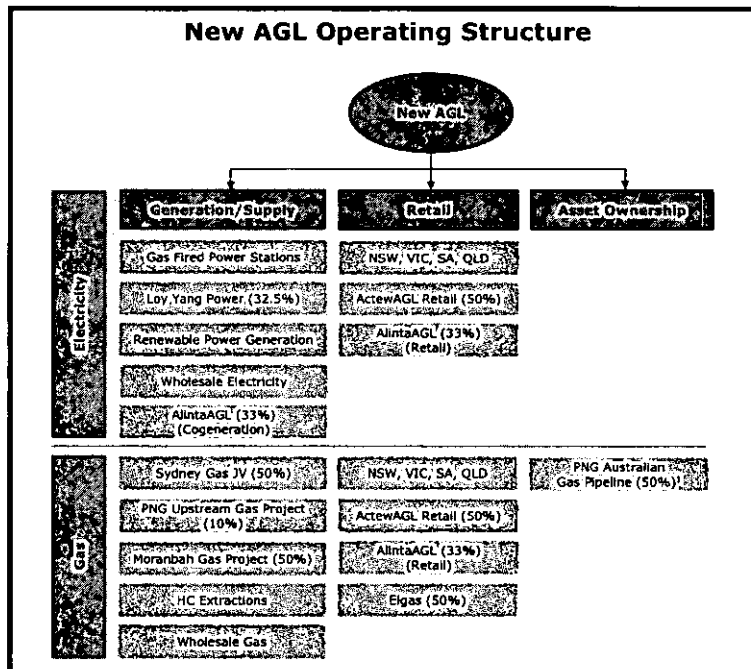 New AGL Operating Structure
New AGL
Generation/Supply
Retail
Asset Ownership
Electricity
Gas Fired Power Stations
NSW, VIC, SA, QLD
Loy Yang Power (32.5%)
ActewAGL Retail (50%)
Renewable Power Generation
AlintaAGL (33%)
(Retail)
Wholesale Electricity
AlintaAGL (33%)
(Cogeneration)
Gas
Sydney Gas JV (50%)
NSW, VIC, SA, QLD
PNG Australian
Gas Pipeline (50%)¹
PNG Upstream Gas Project
(10%)
ActewAGL Retail (50%)
Moranbah Gas Project (50%)
AlintaAGL (33%)
(Retail)
HC Extractions
Elgas (50%)
Wholesale Gas